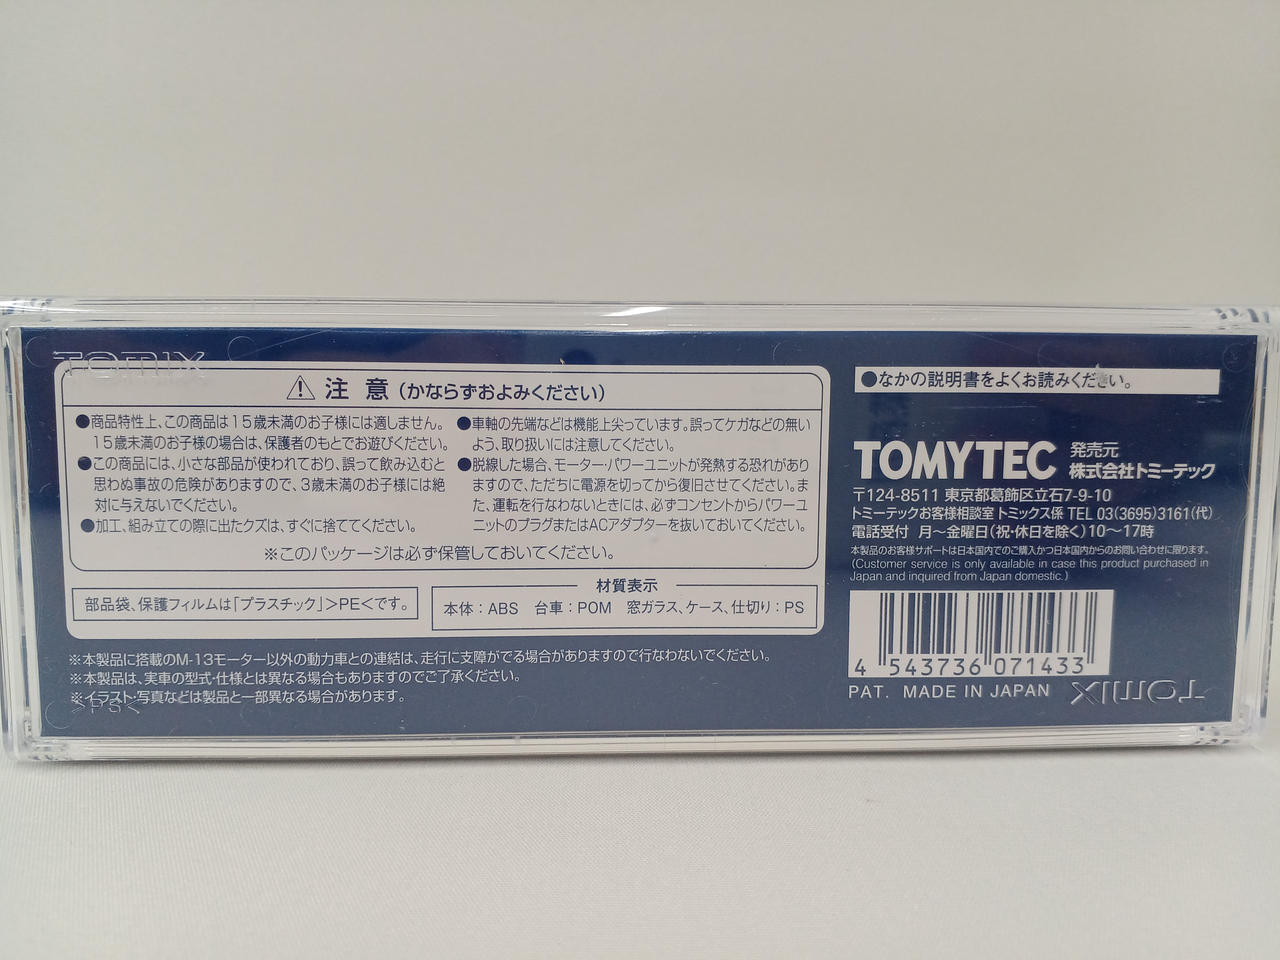 TOMIX
⚠ 注 意 (かならずおよみください)
●商品特性上、この商品は15歳未満のお子様には適しません。
15歳未満のお子様の場合は、保護者のもとでお遊びください。
●この商品には、小さな部品が使われており、誤って飲み込むと
思わぬ事故の危険がありますので、3歳未満のお子様には絶
対に与えないでください。
●加工、組み立ての際に出たクズは、すぐに捨ててください。
●車軸の先端などは機能上尖っています。誤ってケガなどの無い
よう、取り扱いには注意してください。
●脱線した場合、モーター・パワーユニットが発熱する恐れがあり
ますので、ただちに電源を切ってから復旧させてください。ま
た、運転を行なわないときには、必ずコンセントからパワーユ
ニットのプラグまたはACアダプターを抜いておいてください。
※このパッケージは必ず保管しておいてください。
部品袋、保護フィルムは「プラスチック」>PE<です。
材質表示
本体：ABS 台車：POM 窓ガラス、ケース、仕切り：PS
※本製品に搭載のM-13モーター以外の動力車との連結は、走行に支障がでる場合がありますので行なわないでください。
※本製品は、実車の型式・仕様とは異なる場合もありますのでご了承ください。
※イラスト・写真などは製品と一部異なる場合があります。
>PS<
●なかの説明書をよくお読みください。
TOMYTEC 発売元
株式会社トミーテック
〒124-8511 東京都葛飾区立石7-9-10
トミーテックお客様相談室 トミックス係 TEL 03(3695)3161(代)
電話受付 月〜金曜日(祝・休日を除く)10〜17時
本製品のお客様サポートは日本国内でのご購入かつ日本国内からのお問い合わせに限ります。
(Customer service is only available in case this product purchased in
Japan and inquired from Japan domestic.)
4 543736 071433
PAT. MADE IN JAPAN
TOMIX